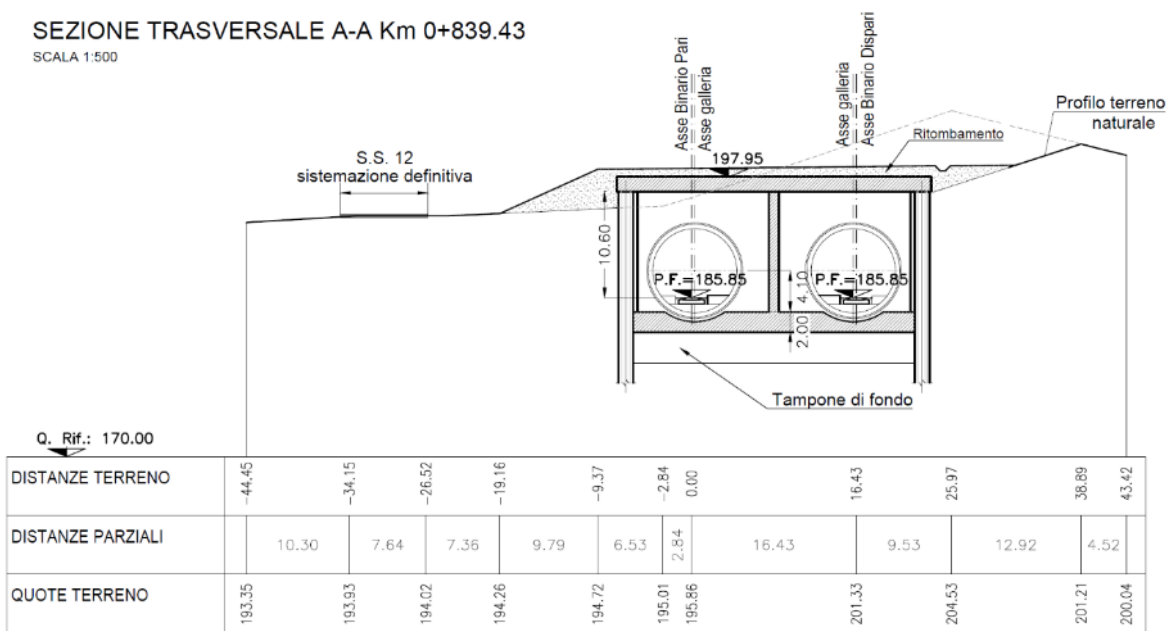 SEZIONE TRASVERSALE A-A Km 0+839.43
SCALA 1:500
Asse Binario Pari
Asse galleria
Asse galleria
Asse Binario Dispari
Profilo terreno
naturale
Ritombamento
S.S. 12
sistemazione definitiva
197.95
10.60
P.F.=185.85
P.F.=185.85
4.10
2.00
Tampone di fondo
Q. Rif.: 170.00
DISTANZE TERRENO -44.45 -34.15 -26.52 -19.16 -9.37 -2.84 0.00 16.43 25.97 38.89 43.42
DISTANZE PARZIALI 10.30 7.64 7.36 9.79 6.53 2.84 16.43 9.53 12.92 4.52
QUOTE TERRENO 193.35 193.93 194.02 194.26 194.72 195.01 195.86 201.33 204.53 201.21 200.04